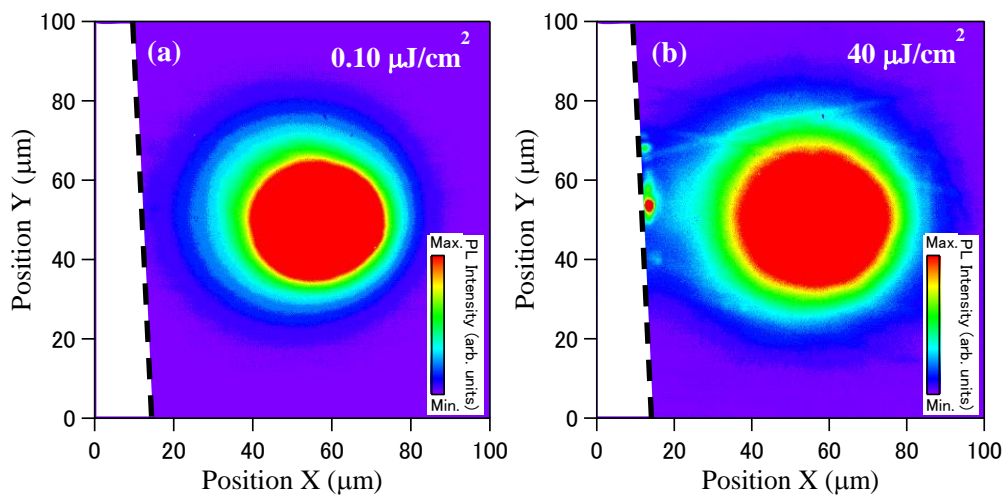 (a)
0.10 μJ/cm²
Position Y (μm)
100
80
60
40
20
0
Max.
PL Intensity (arb. units)
Min.
0
20
40
60
80
100
Position X (μm)
(b)
40 μJ/cm²
Position Y (μm)
100
80
60
40
20
0
Max.
PL Intensity (arb. units)
Min.
0
20
40
60
80
100
Position X (μm)